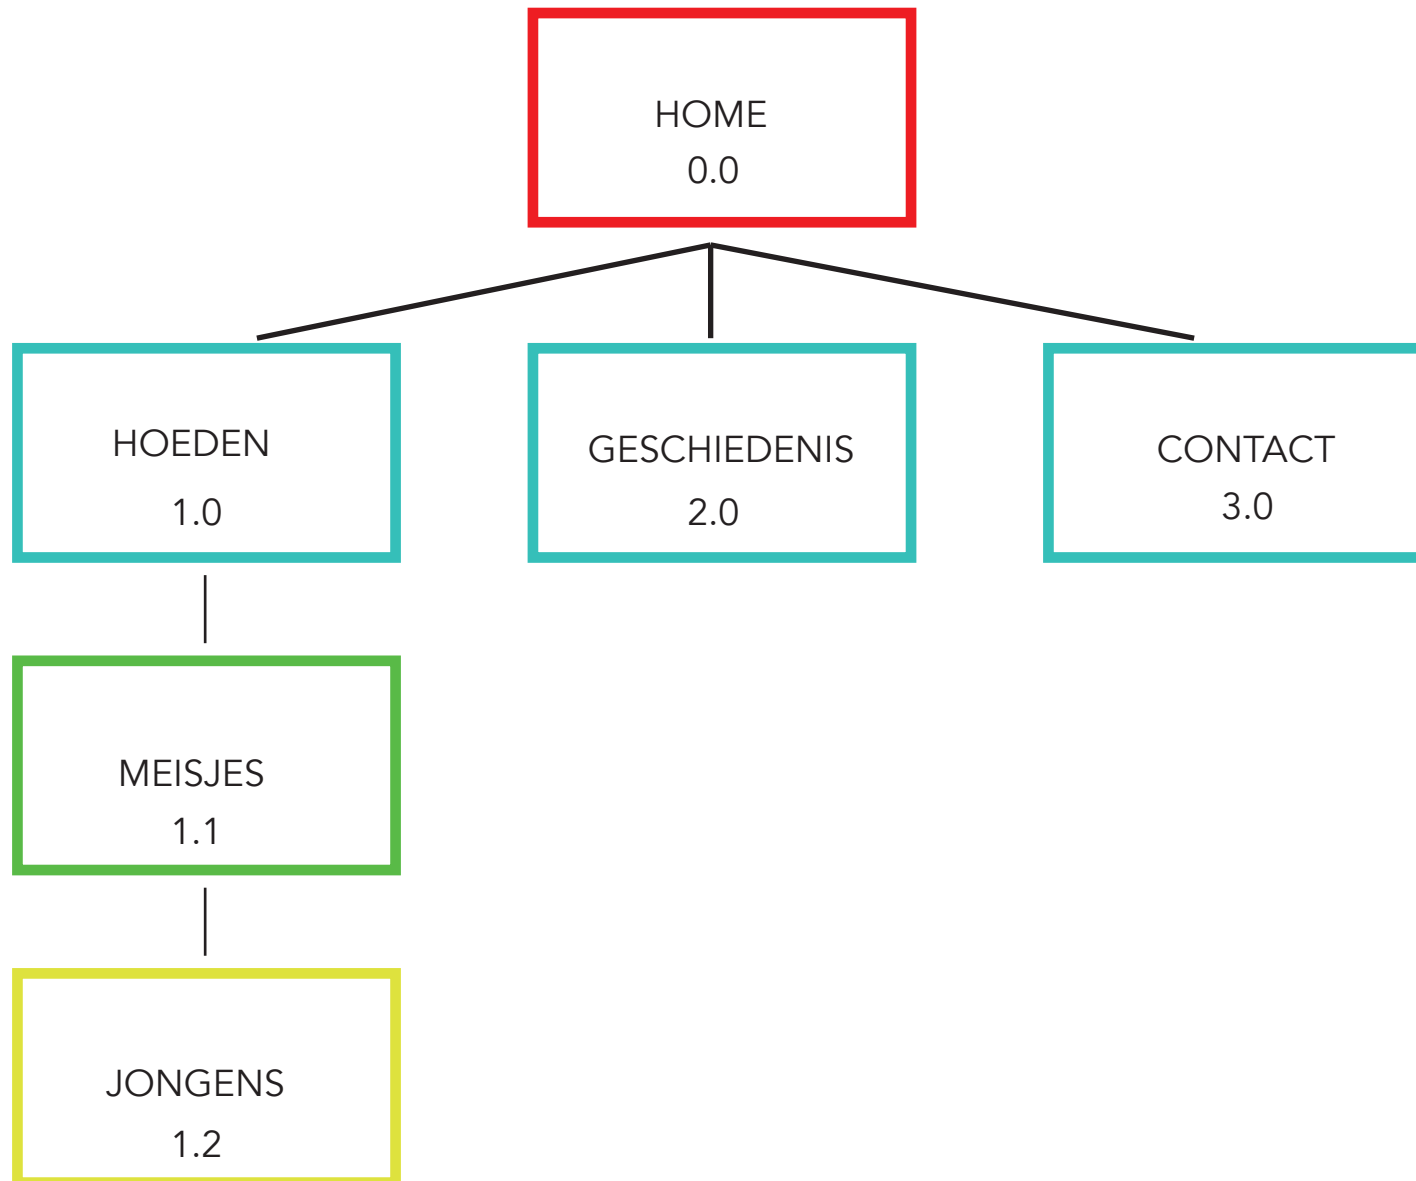 HOME
0.0
HOEDEN
1.0
GESCHIEDENIS
2.0
CONTACT
3.0
MEISJES
1.1
JONGENS
1.2